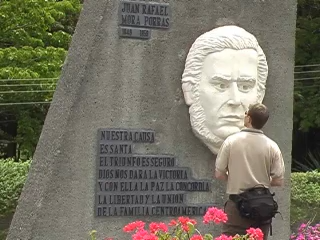 JUAN RAFAEL
MORA PORRAS
NUESTRA CAUSA
ES SANTA.
EL TRIUNFO ES SEGURO
DIOS NOS DARA LA VICTORIA
Y CON ELLA LA PAZ LA CONCORDIA
LA LIBERTAD Y LA UNION
DE LA FAMILIA CENTROAMERICA